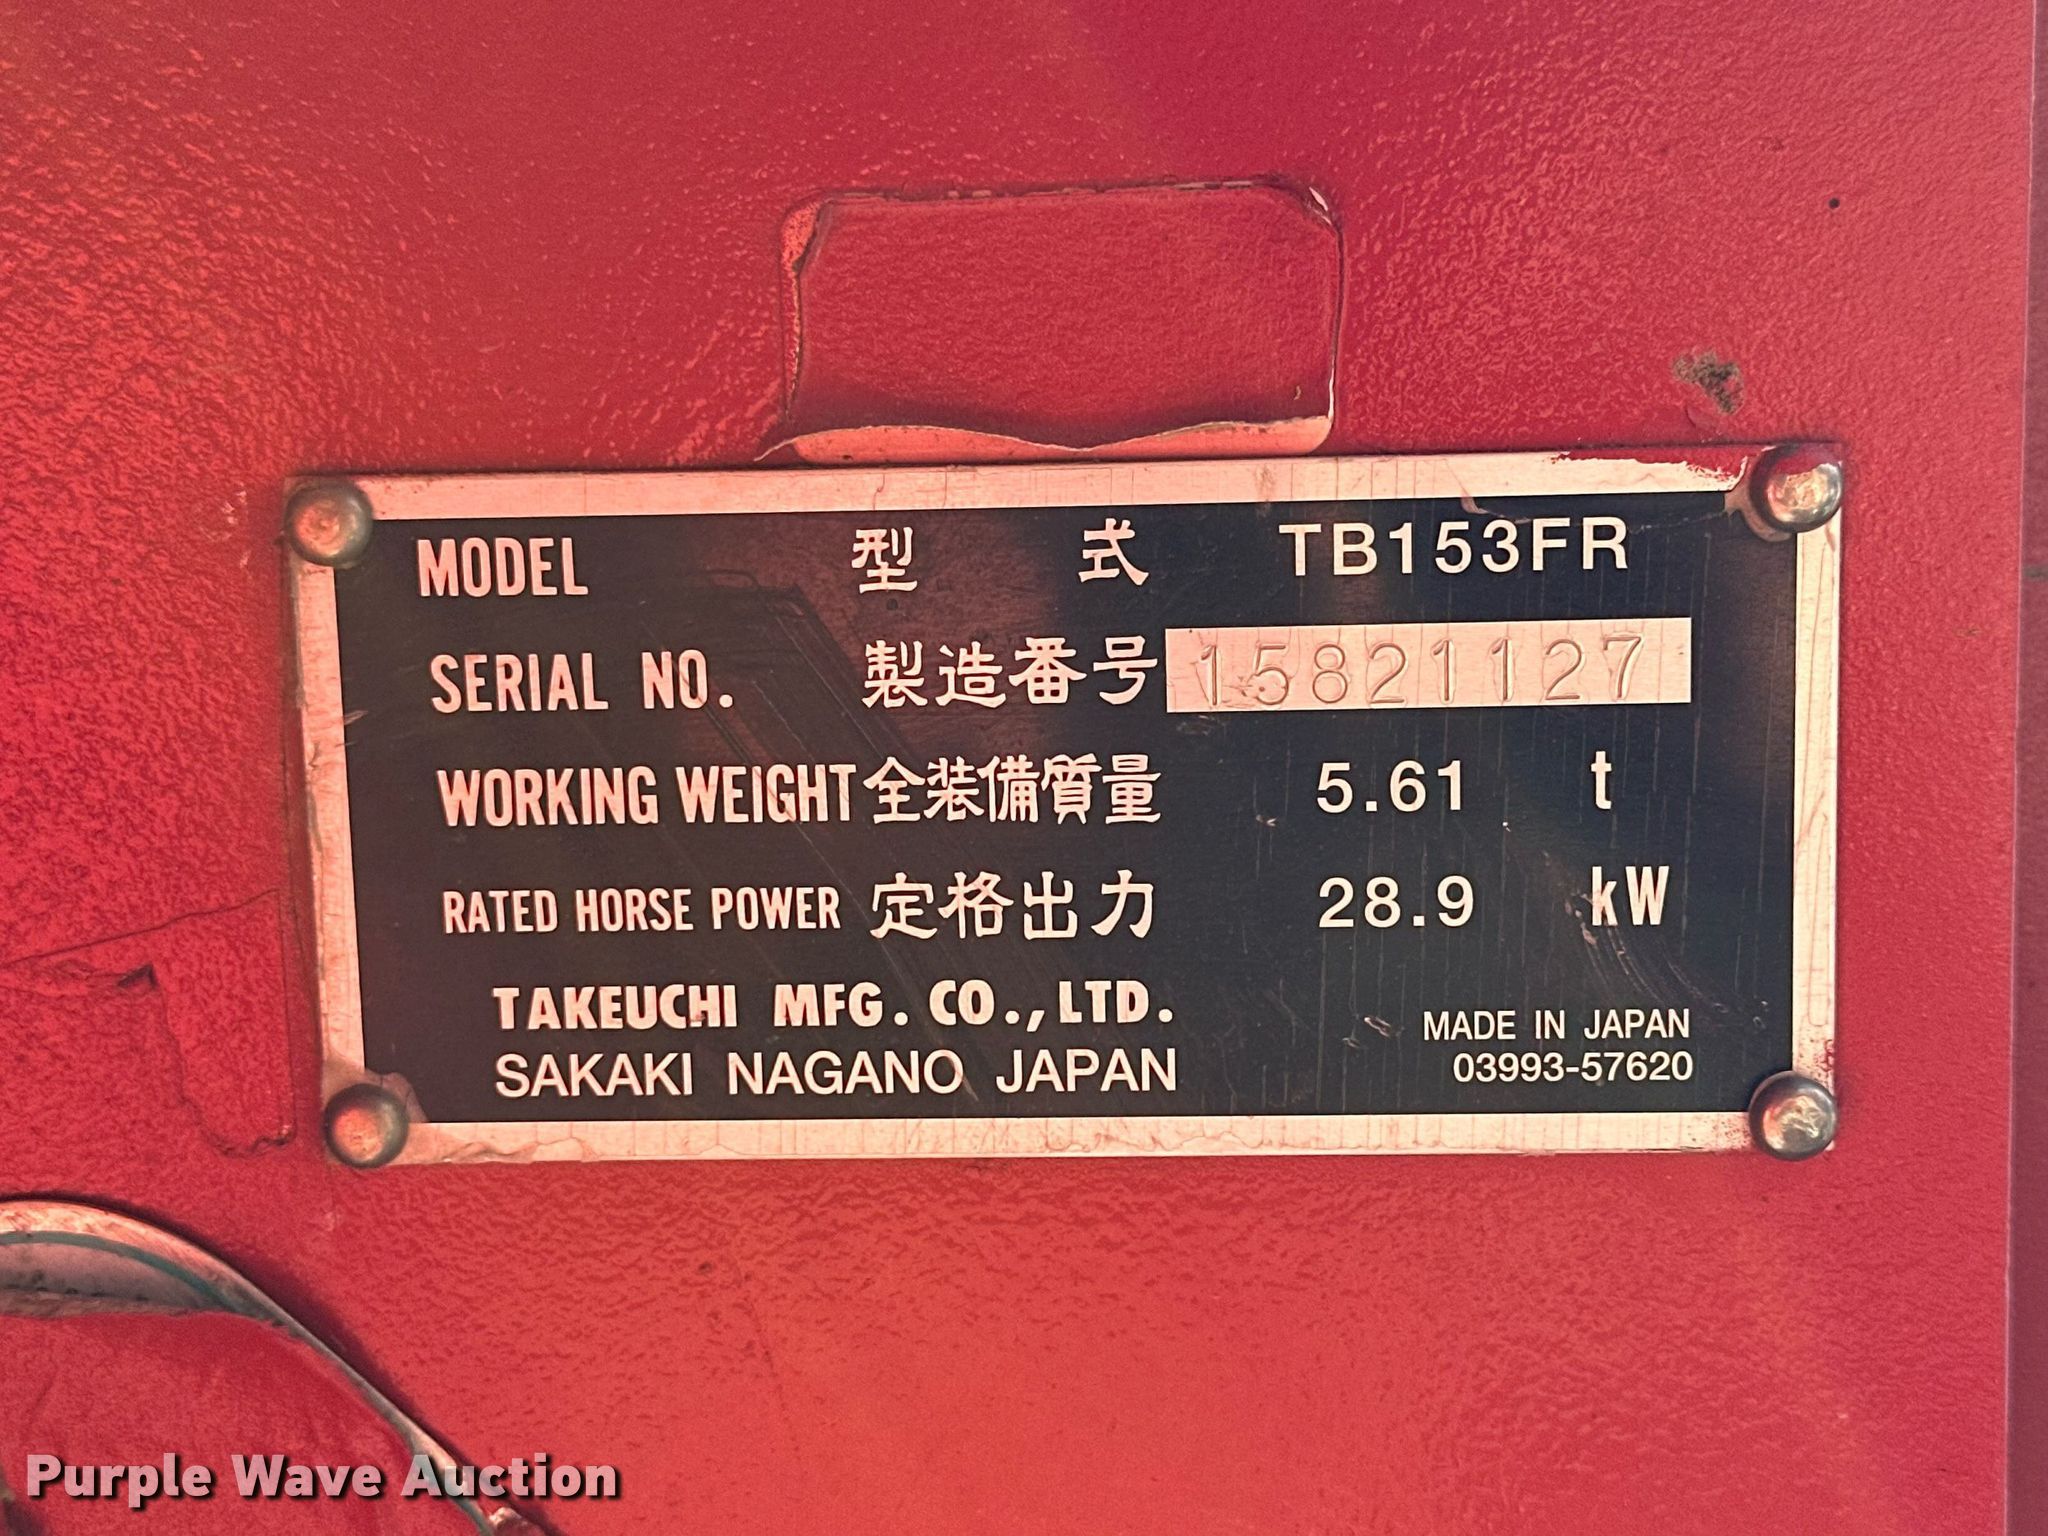 MODEL 型 式 TB153FR
SERIAL NO. 製造番号 15821127
WORKING WEIGHT 全装備質量 5.61 t
RATED HORSE POWER 定格出力 28.9 kW
TAKEUCHI MFG. CO.,LTD.
SAKAKI NAGANO JAPAN
MADE IN JAPAN
03993-57620
Purple Wave Auction